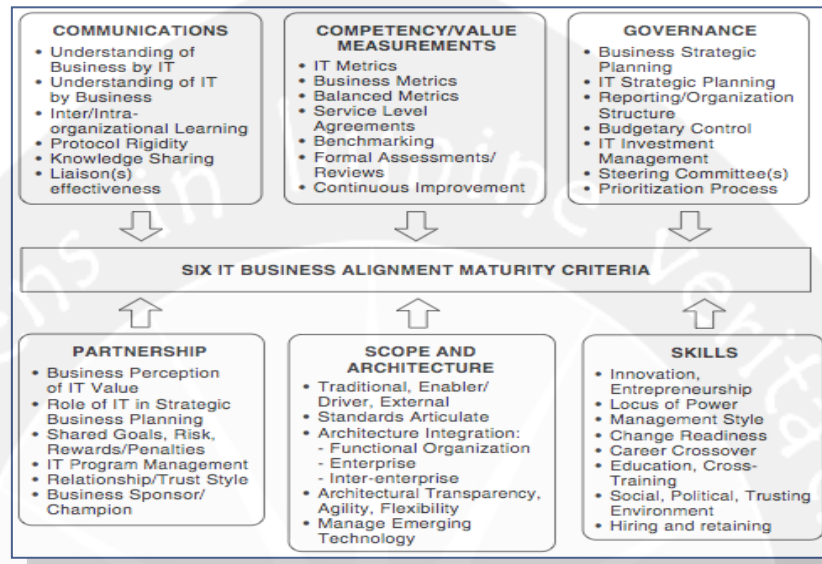 COMMUNICATIONS
• Understanding of
Business by IT
• Understanding of IT
by Business
• Inter/Intra-
organizational Learning
• Protocol Rigidity
• Knowledge Sharing
• Liaison(s)
effectiveness
COMPETENCY/VALUE
MEASUREMENTS
• IT Metrics
• Business Metrics
• Balanced Metrics
• Service Level
Agreements
• Benchmarking
• Formal Assessments/
Reviews
• Continuous Improvement
GOVERNANCE
• Business Strategic
Planning
• IT Strategic Planning
• Reporting/Organization
Structure
• Budgetary Control
• IT Investment
Management
• Steering Committee(s)
• Prioritization Process
SIX IT BUSINESS ALIGNMENT MATURITY CRITERIA
PARTNERSHIP
• Business Perception
of IT Value
• Role of IT in Strategic
Business Planning
• Shared Goals, Risk,
Rewards/Penalties
• IT Program Management
• Relationship/Trust Style
• Business Sponsor/
Champion
SCOPE AND
ARCHITECTURE
• Traditional, Enabler/
Driver, External
• Standards Articulate
• Architecture Integration:
- Functional Organization
- Enterprise
- Inter-enterprise
• Architectural Transparency,
Agility, Flexibility
• Manage Emerging
Technology
SKILLS
• Innovation,
Entrepreneurship
• Locus of Power
• Management Style
• Change Readiness
• Career Crossover
• Education, Cross-
Training
• Social, Political, Trusting
Environment
• Hiring and retaining
ens in lumine verita